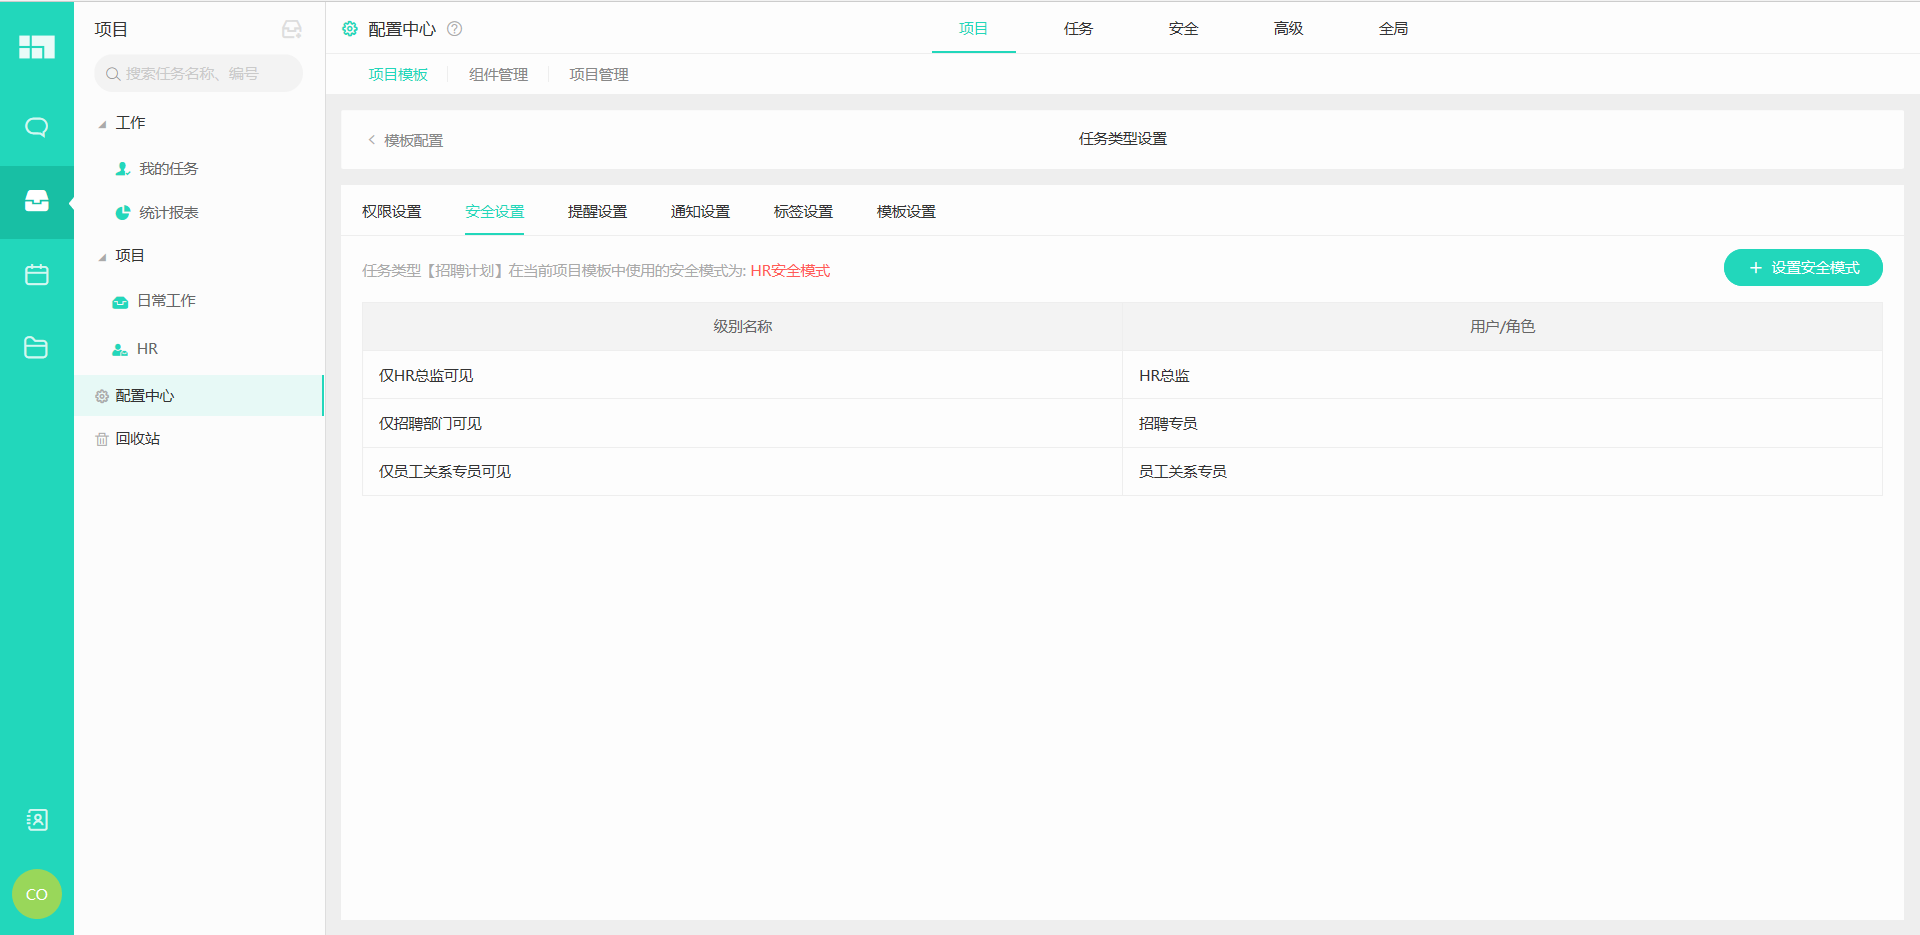 项目
搜索任务名称、编号
工作
我的任务
统计报表
项目
日常工作
HR
配置中心
回收站
CO
配置中心 ?
项目 任务 安全 高级 全局
项目模板 组件管理 项目管理
< 模板配置 任务类型设置
权限设置 安全设置 提醒设置 通知设置 标签设置 模板设置
任务类型【招聘计划】在当前项目模板中使用的安全模式为: HR安全模式
+ 设置安全模式
级别名称 用户/角色
仅HR总监可见 HR总监
仅招聘部门可见 招聘专员
仅员工关系专员可见 员工关系专员